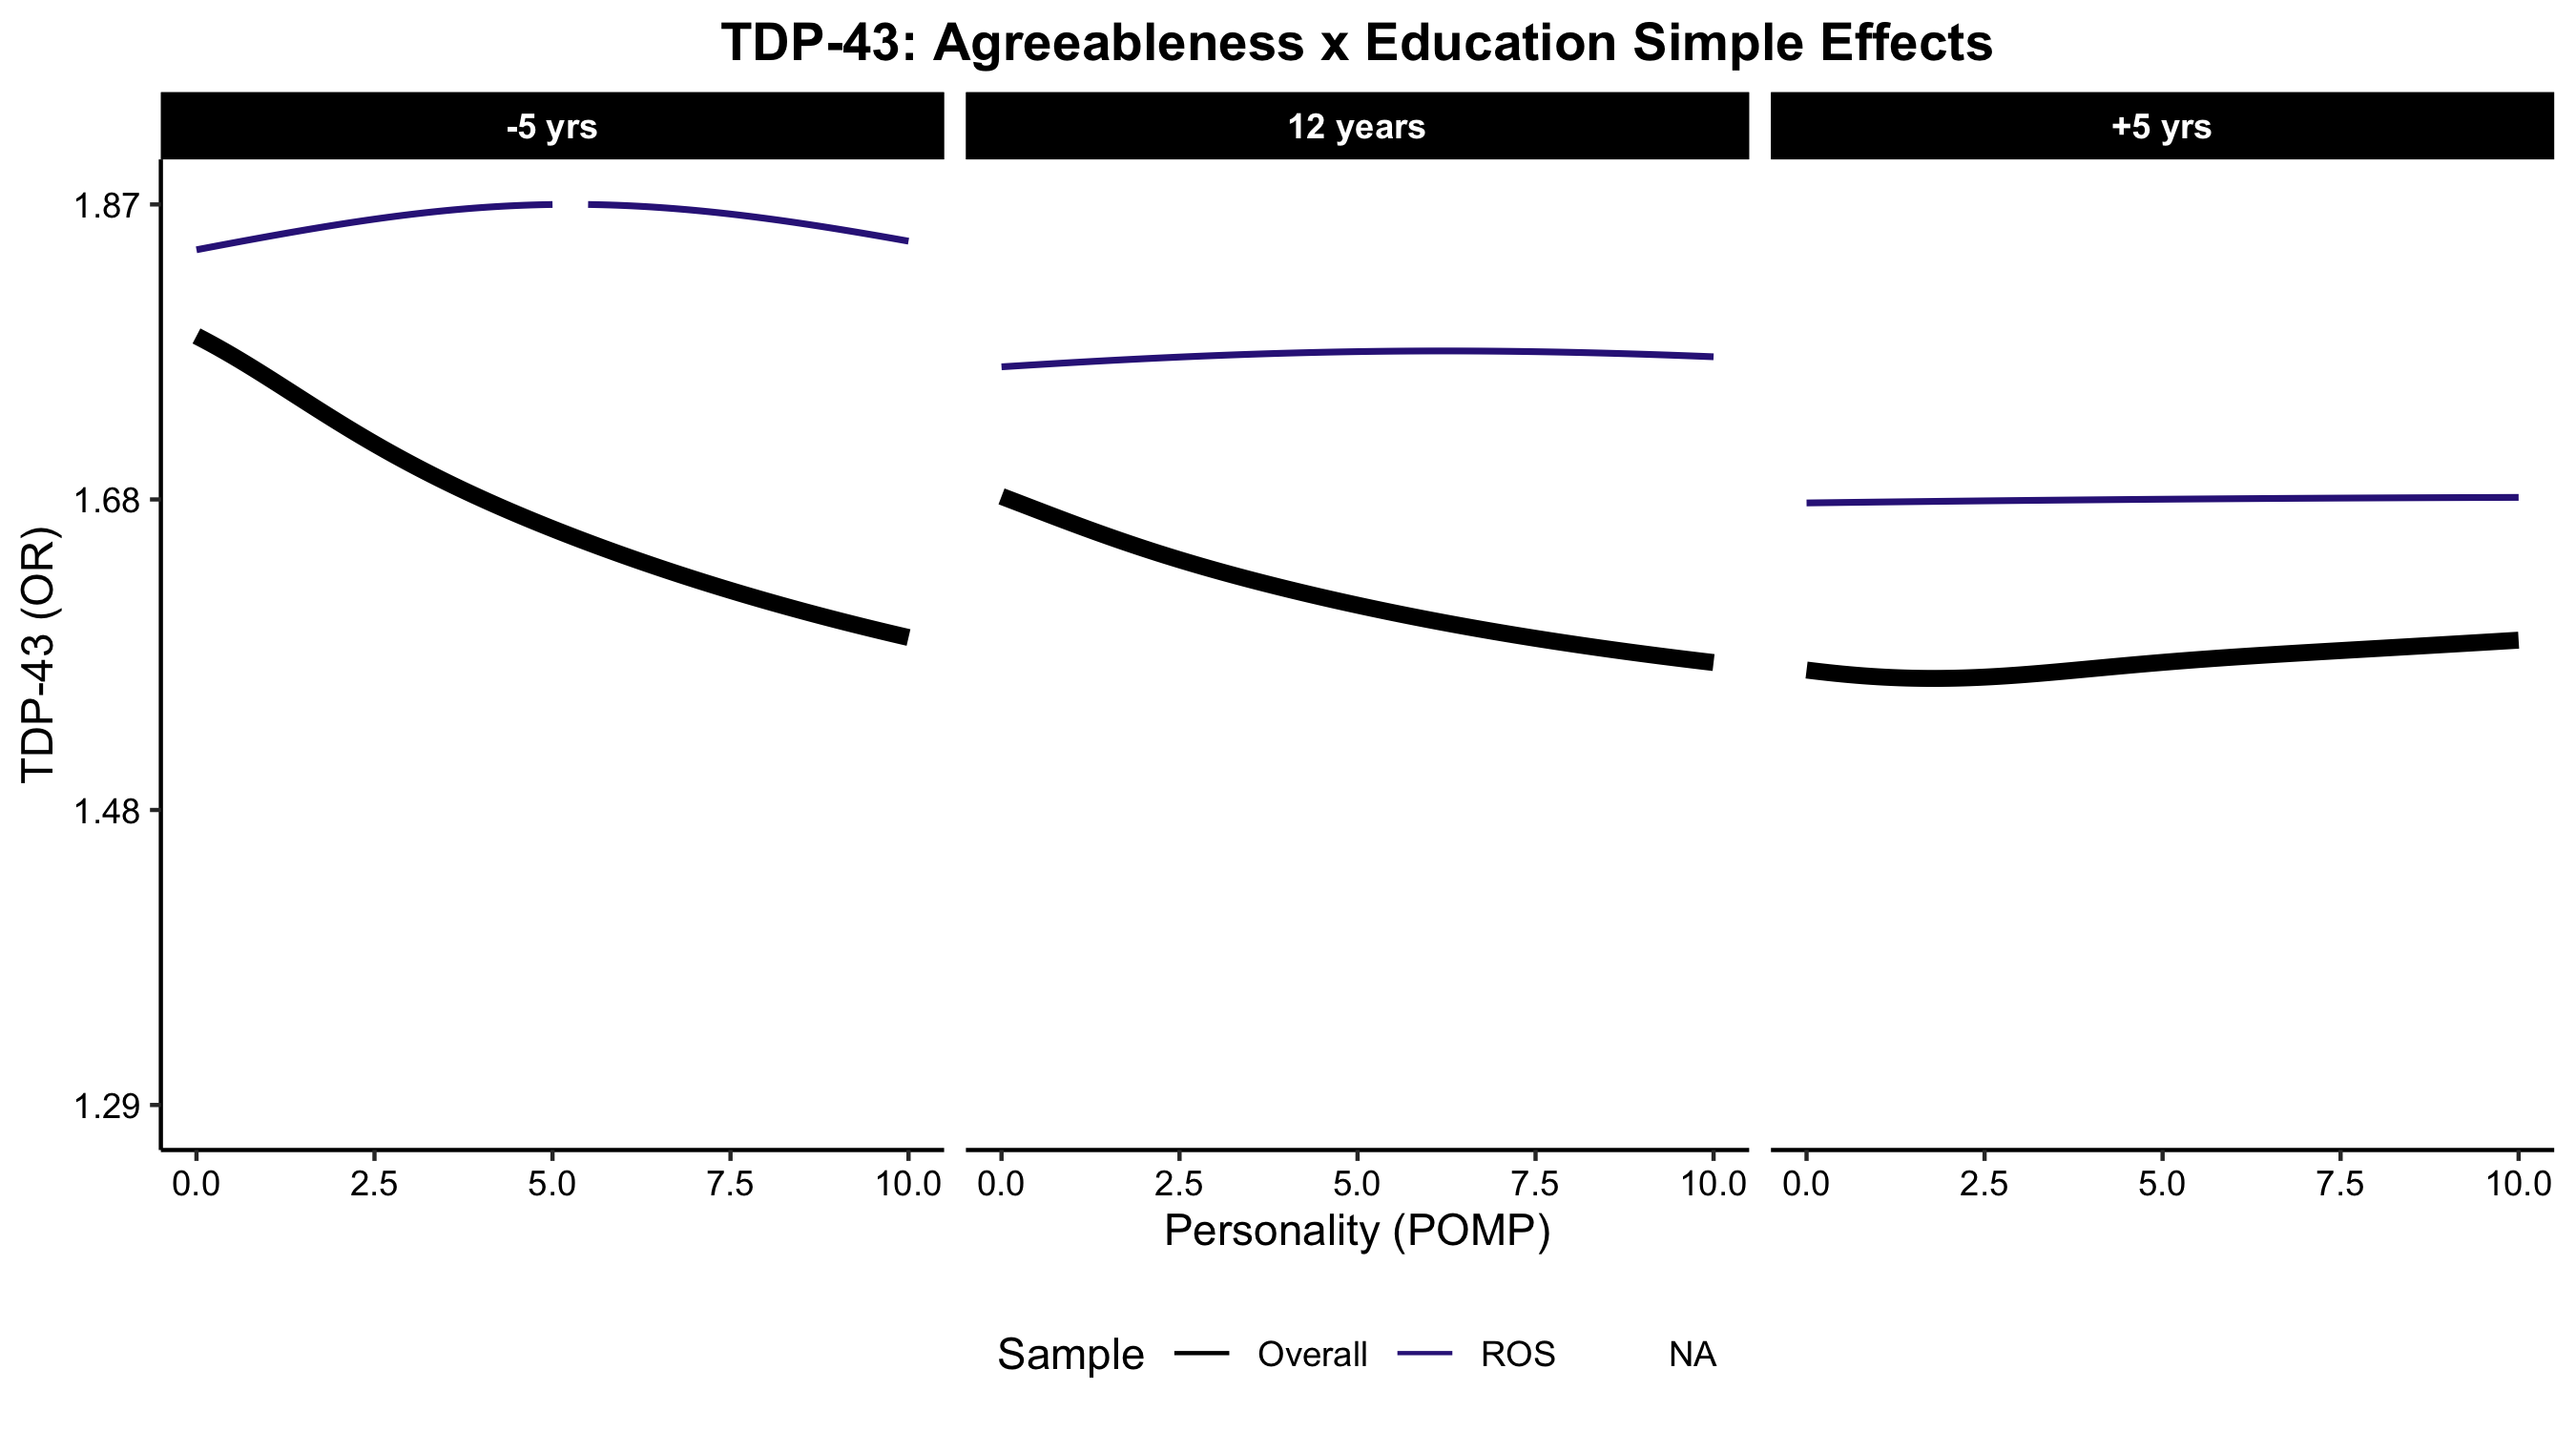 TDP-43: Agreeableness x Education Simple Effects
-5 yrs
12 years
+5 yrs
TDP-43 (OR)
1.87
1.68
1.48
1.29
0.0 2.5 5.0 7.5 10.0
0.0 2.5 5.0 7.5 10.0
0.0 2.5 5.0 7.5 10.0
Personality (POMP)
Sample Overall ROS NA